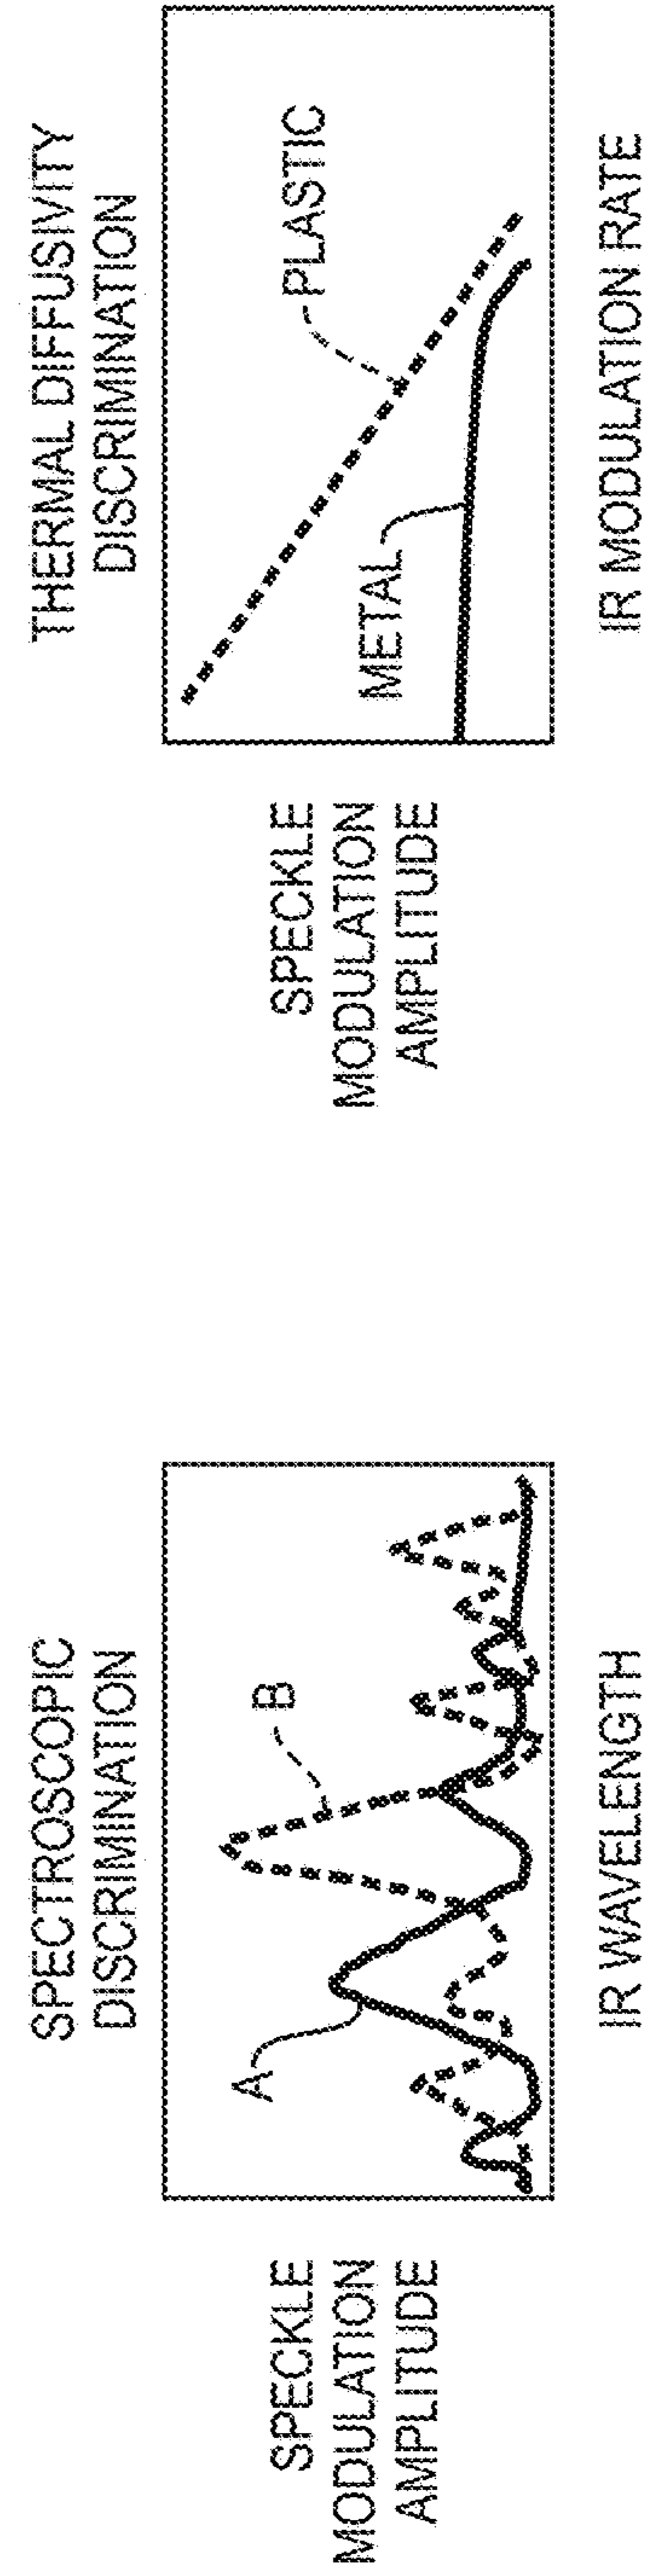 SPECTROSCOPIC
DISCRIMINATION
SPECKLE
MODULATION
AMPLITUDE
A
B
IR WAVELENGTH
THERMAL DIFFUSIVITY
DISCRIMINATION
SPECKLE
MODULATION
AMPLITUDE
METAL
PLASTIC
IR MODULATION RATE